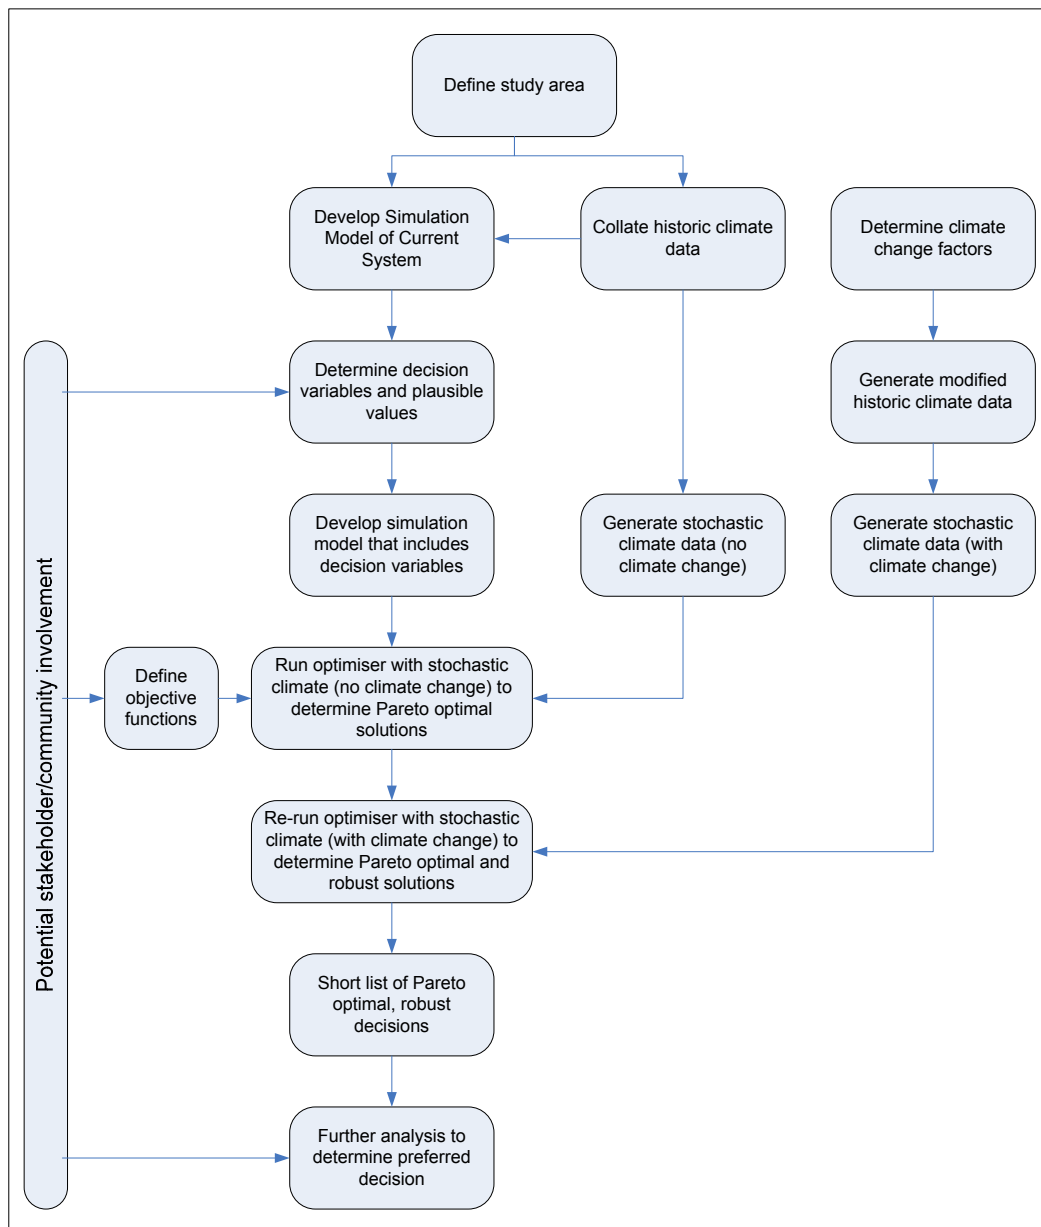 Define study area
Develop Simulation
Model of Current
System
Collate historic climate
data
Determine climate
change factors
Determine decision
variables and plausible
values
Generate modified
historic climate data
Develop simulation
model that includes
decision variables
Generate stochastic
climate data (no
climate change)
Generate stochastic
climate data (with
climate change)
Potential stakeholder/community involvement
Define
objective
functions
Run optimiser with stochastic
climate (no climate change) to
determine Pareto optimal
solutions
Re-run optimiser with stochastic
climate (with climate change) to
determine Pareto optimal and
robust solutions
Short list of Pareto
optimal, robust
decisions
Further analysis to
determine preferred
decision